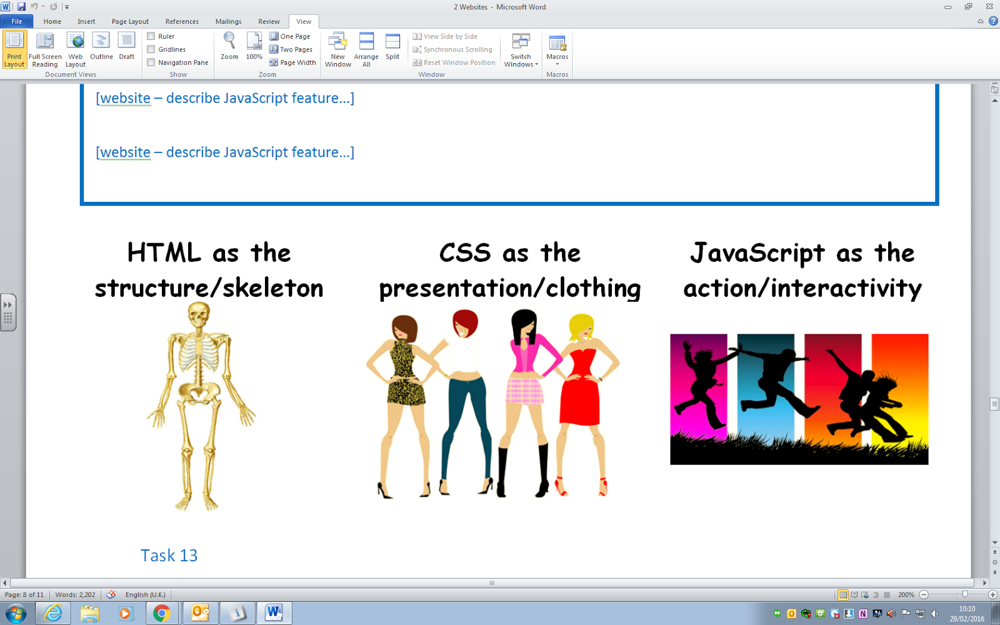 2 Websites - Microsoft Word
File Home Insert Page Layout References Mailings Review View
Print Layout Full Screen Reading Web Layout Outline Draft
Document Views
Ruler
Gridlines
Navigation Pane
Show
Zoom 100% One Page
Two Pages
Page Width
Zoom
New Window Arrange All Split
View Side by Side
Synchronous Scrolling
Reset Window Position
Switch Windows
Window
Macros
Macros
[website – describe JavaScript feature...]
[website – describe JavaScript feature...]
HTML as the
structure/skeleton
CSS as the
presentation/clothing
JavaScript as the
action/interactivity
Task 13
Page: 8 of 11 Words: 2,202 English (U.K.) 200%
10:10
29/02/2016